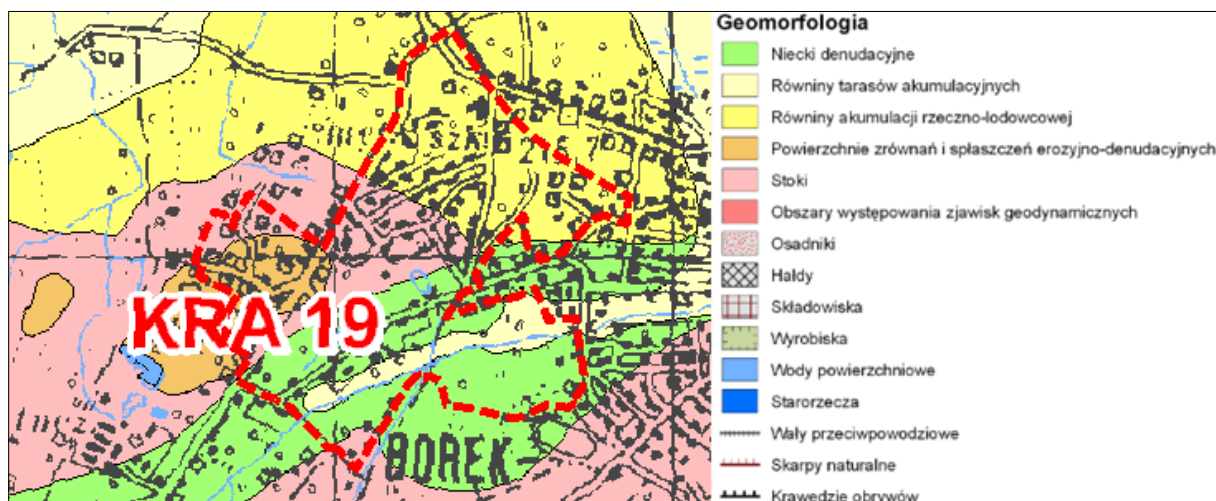 Geomorfologia
Niecki denudacyjne
Równiny tarasów akumulacyjnych
Równiny akumulacji rzeczno-lodowcowej
Powierzchnie zrównań i spłaszczeń erozyjno-denudacyjnych
Stoki
Obszary występowania zjawisk geodynamicznych
Osadniki
Hałdy
Składowiska
Wyrobiska
Wody powierzchniowe
Starorzecza
Wały przeciwpowodziowe
Skarpy naturalne
Krawędzie obrywów
KRA 19
BOREK